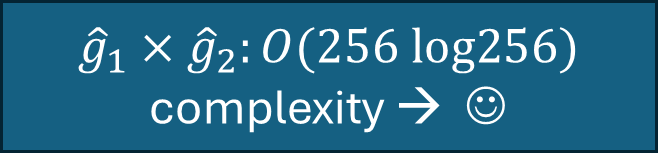 ĝ₁ × ĝ₂: O(256 log256)
complexity → ☺